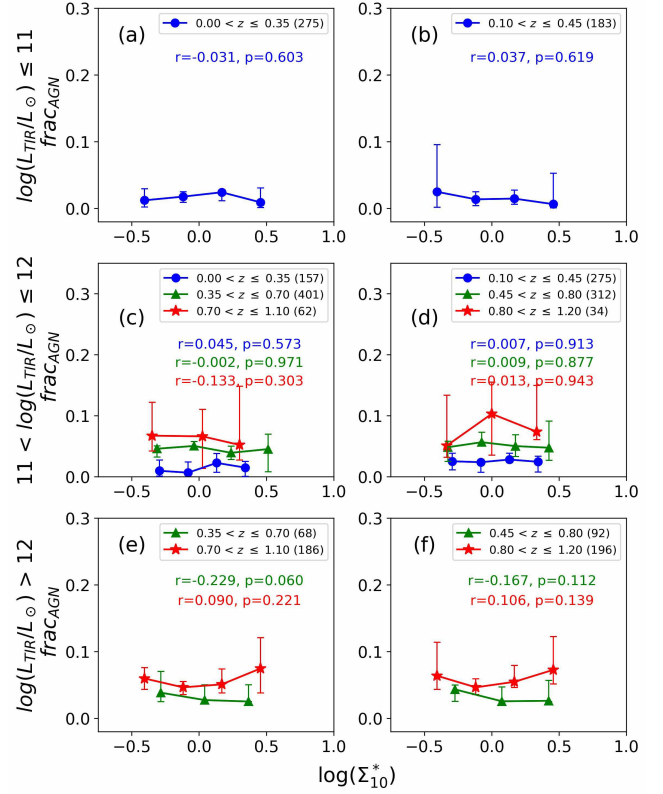 (a)
0.00 < z ≤ 0.35 (275)
r=-0.031, p=0.603
(b)
0.10 < z ≤ 0.45 (183)
r=0.037, p=0.619
log(L_TIR/L_⊙) ≤ 11
frac_AGN
0.3
0.2
0.1
0.0
−0.5 0.0 0.5 1.0
0.3
0.2
0.1
0.0
−0.5 0.0 0.5 1.0
(c)
0.00 < z ≤ 0.35 (157)
0.35 < z ≤ 0.70 (401)
0.70 < z ≤ 1.10 (62)
r=0.045, p=0.573
r=-0.002, p=0.971
r=-0.133, p=0.303
(d)
0.10 < z ≤ 0.45 (275)
0.45 < z ≤ 0.80 (312)
0.80 < z ≤ 1.20 (34)
r=0.007, p=0.913
r=0.009, p=0.877
r=0.013, p=0.943
11 < log(L_TIR/L_⊙) ≤ 12
frac_AGN
0.3
0.2
0.1
0.0
−0.5 0.0 0.5 1.0
0.3
0.2
0.1
0.0
−0.5 0.0 0.5 1.0
(e)
0.35 < z ≤ 0.70 (68)
0.70 < z ≤ 1.10 (186)
r=-0.229, p=0.060
r=0.090, p=0.221
(f)
0.45 < z ≤ 0.80 (92)
0.80 < z ≤ 1.20 (196)
r=-0.167, p=0.112
r=0.106, p=0.139
log(L_TIR/L_⊙) > 12
frac_AGN
0.3
0.2
0.1
0.0
−0.5 0.0 0.5 1.0
0.3
0.2
0.1
0.0
−0.5 0.0 0.5 1.0
log(Σ*_10)